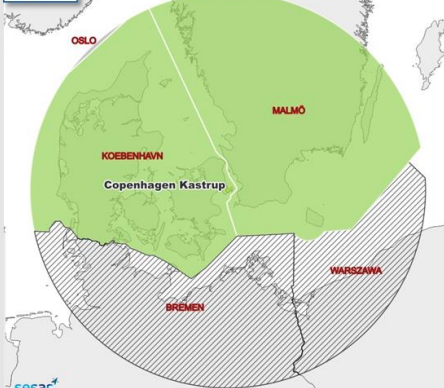 OSLO
MALMÖ
KOEBENHAVN
Copenhagen Kastrup
WARSZAWA
BREMEN
sesar